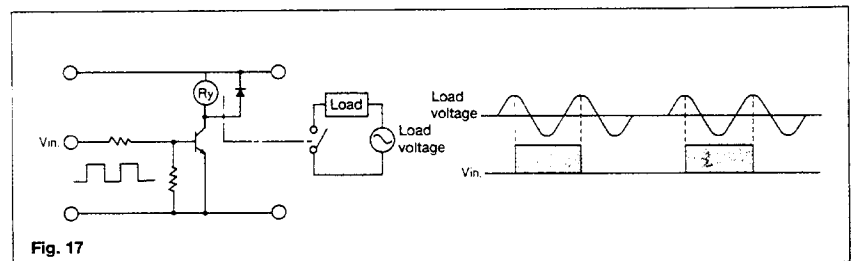 Ry
Load
Load
voltage
Vin.
Load
voltage
Vin.
Fig. 17